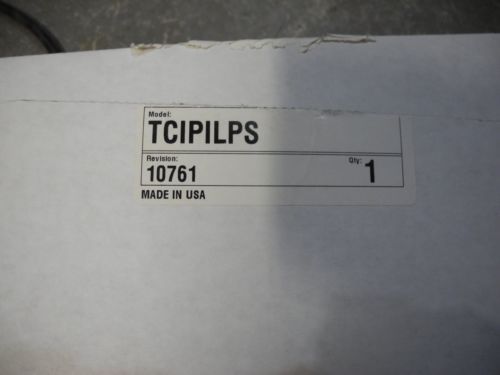 Model:
TCIPILPS
Revision: Qty:
10761 1
MADE IN USA